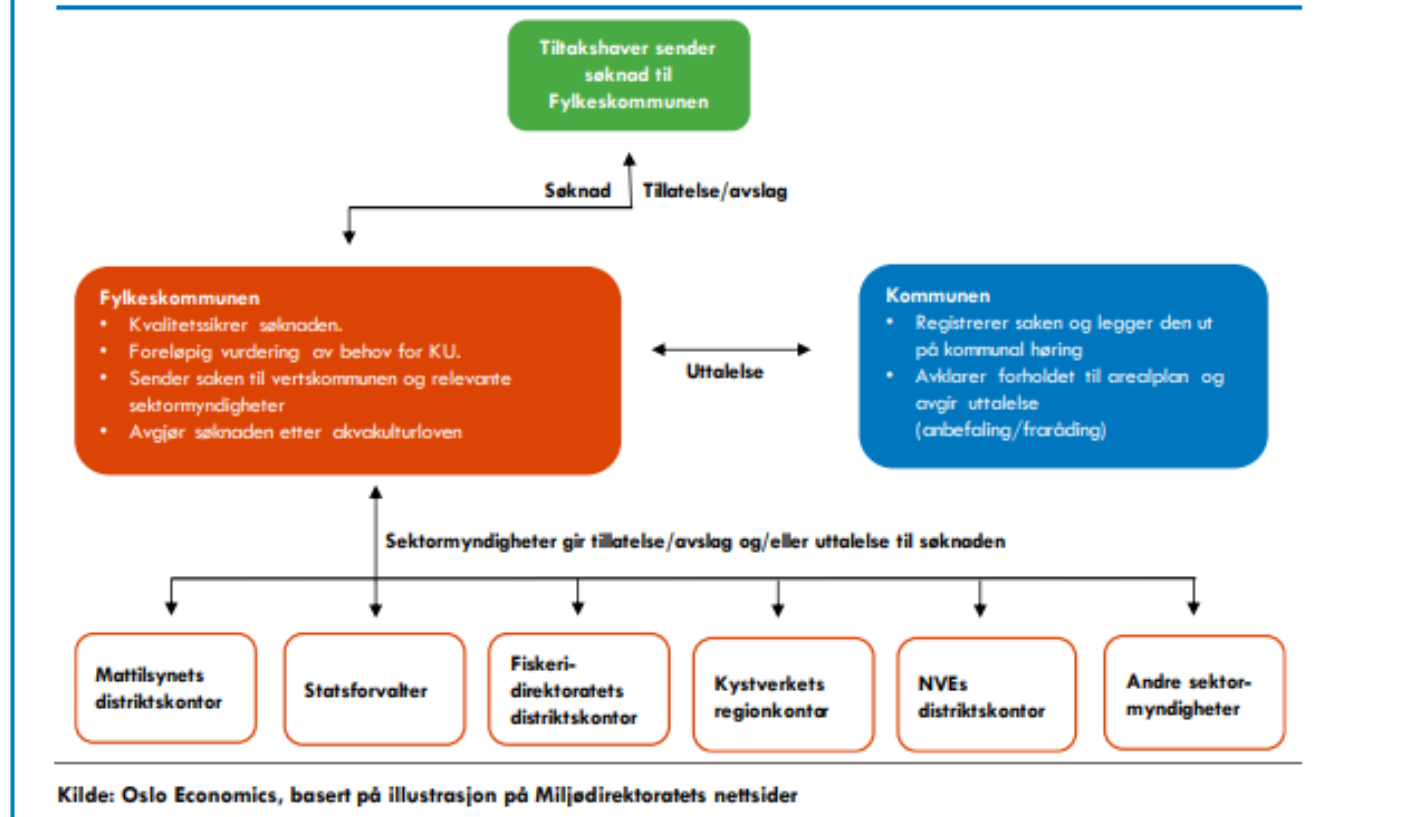 Tiltakshaver sender
søknad til
Fylkeskommunen
Søknad
Tillatelse/avslag
Fylkeskommunen
• Kvalitetssikrer søknaden.
• Foreløpig vurdering av behov for KU.
• Sender saken til vertskommunen og relevante
sektormyndigheter
• Avgjør søknaden etter akvakulturloven
Uttalelse
Kommunen
• Registrerer saken og legger den ut
på kommunal høring
• Avklarer forholdet til arealplan og
avgir uttalelse
(anbefaling/fraråding)
Sektormyndigheter gir tillatelse/avslag og/eller uttalelse til søknaden
Mattilsynets
distriktskontor
Statsforvalter
Fiskeri-
direktoratets
distriktskontor
Kystverkets
regionkontor
NVEs
distriktskontor
Andre sektor-
myndigheter
Kilde: Oslo Economics, basert på illustrasjon på Miljødirektoratets nettsider